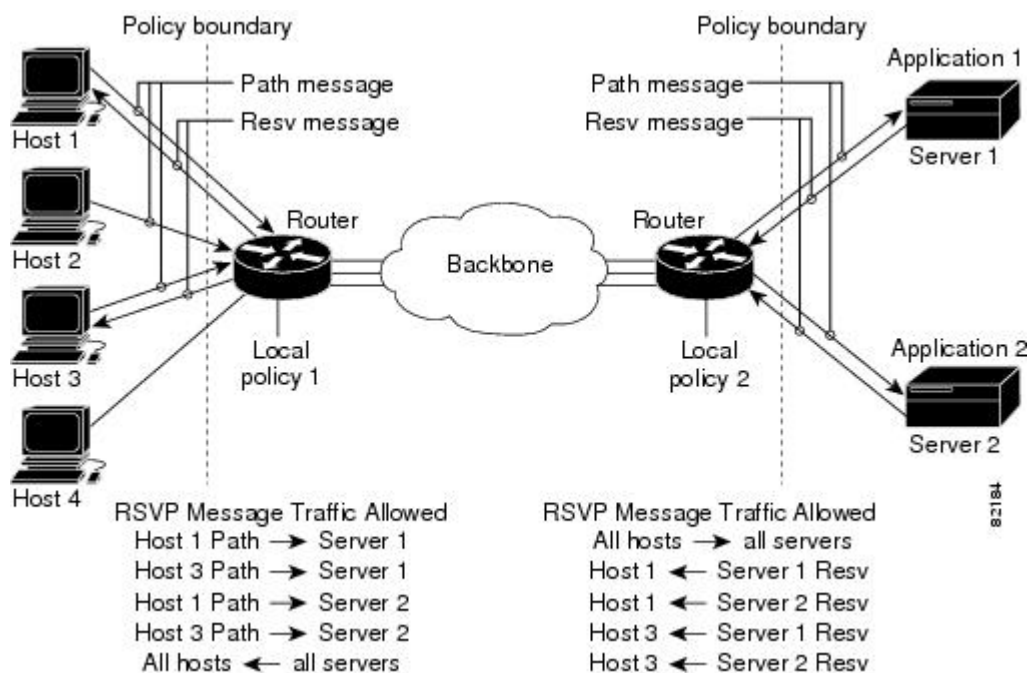 Policy boundary
Policy boundary
Path message
Resv message
Path message
Resv message
Application 1
Host 1
Server 1
Host 2
Router
Backbone
Router
Host 3
Local
policy 1
Local
policy 2
Application 2
Host 4
Server 2
82184
RSVP Message Traffic Allowed
Host 1 Path → Server 1
Host 3 Path → Server 1
Host 1 Path → Server 2
Host 3 Path → Server 2
All hosts ← all servers
RSVP Message Traffic Allowed
All hosts → all servers
Host 1 ← Server 1 Resv
Host 1 ← Server 2 Resv
Host 3 ← Server 1 Resv
Host 3 ← Server 2 Resv